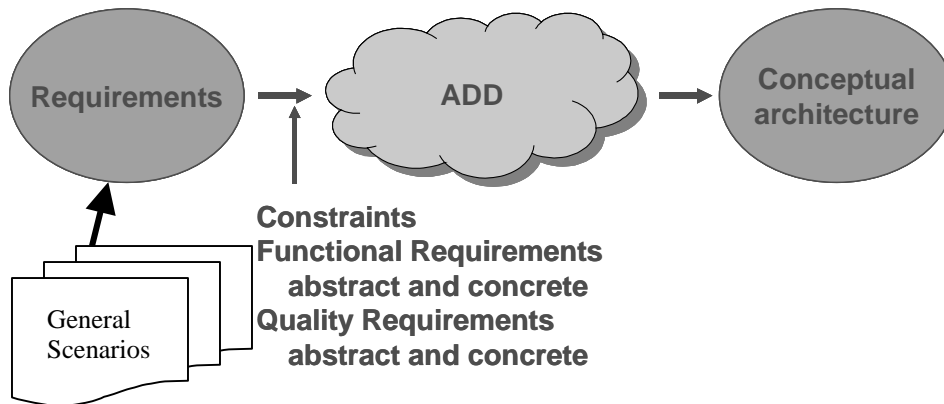 Requirements
ADD
Conceptual
architecture
Constraints
Functional Requirements
abstract and concrete
Quality Requirements
abstract and concrete
General
Scenarios